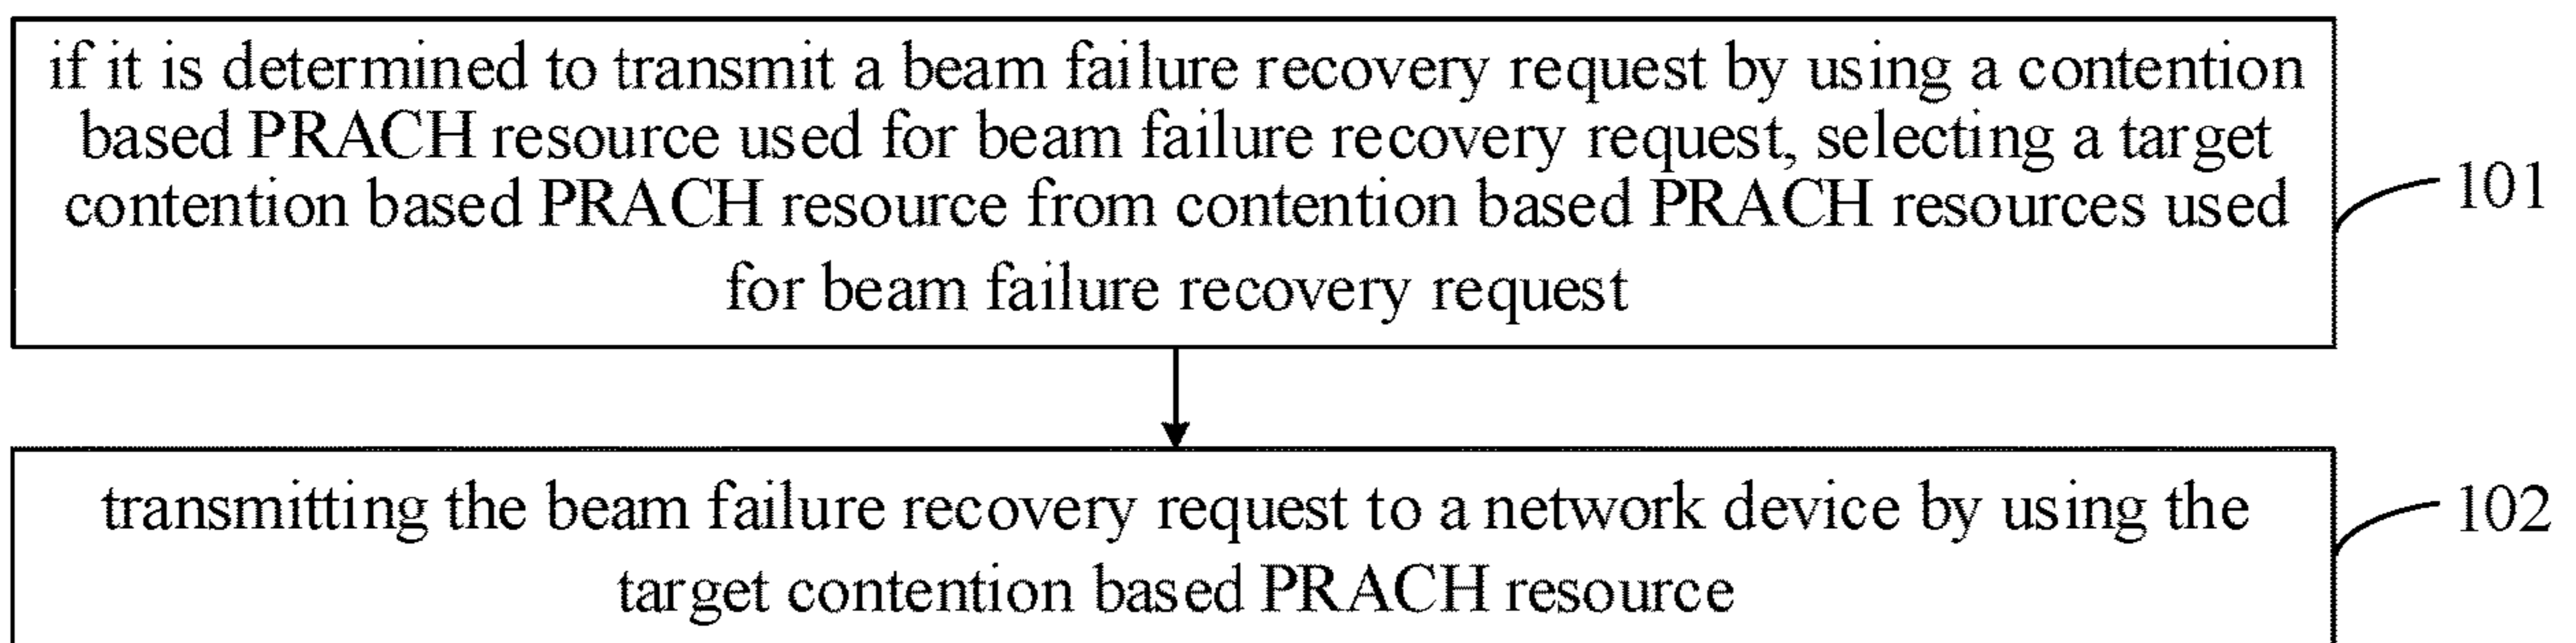 if it is determined to transmit a beam failure recovery request by using a contention
based PRACH resource used for beam failure recovery request, selecting a target
contention based PRACH resource from contention based PRACH resources used
for beam failure recovery request
101
transmitting the beam failure recovery request to a network device by using the
target contention based PRACH resource
102